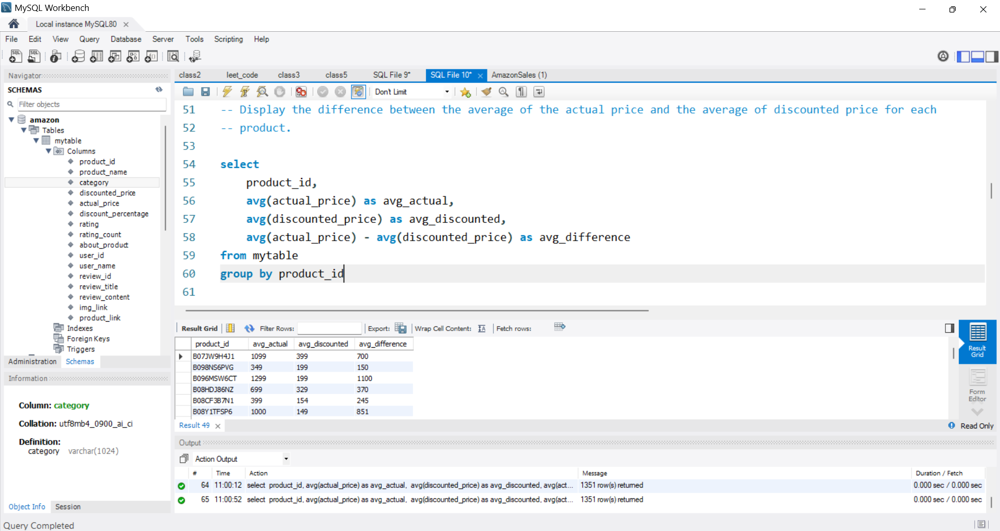 MySQL Workbench
Local instance MySQL80
File Edit View Query Database Server Tools Scripting Help
Navigator
SCHEMAS
Filter objects
amazon
Tables
mytable
Columns
product_id
product_name
category
discounted_price
actual_price
discount_percentage
rating
rating_count
about_product
user_id
user_name
review_id
review_title
review_content
img_link
product_link
Indexes
Foreign Keys
Triggers
Administration Schemas
Information
Column: category
Collation: utf8mb4_0900_ai_ci
Definition:
category varchar(1024)
Object Info Session
class2 leet_code class3 class5 SQL File 9* SQL File 10* AmazonSales (1)
Don't Limit
51 -- Display the difference between the average of the actual price and the average of discounted price for each
52 -- product.
53
54 select
55 product_id,
56 avg(actual_price) as avg_actual,
57 avg(discounted_price) as avg_discounted,
58 avg(actual_price) - avg(discounted_price) as avg_difference
59 from mytable
60 group by product_id
61
Result Grid Filter Rows: Export: Wrap Cell Content: Fetch rows:
product_id avg_actual avg_discounted avg_difference
B07JW9H4J1 1099 399 700
B098NS6PVG 349 199 150
B096MSW6CT 1299 199 1100
B08HDJ86NZ 699 329 370
B08CF3B7N1 399 154 245
B08Y1TFSP6 1000 149 851
Result
Grid
Form
Editor
Result 49 Read Only
Output
Action Output
# Time Action Message Duration / Fetch
64 11:00:12 select product_id, avg(actual_price) as avg_actual, avg(discounted_price) as avg_discounted, avg(act... 1351 row(s) returned 0.000 sec / 0.000 sec
65 11:00:52 select product_id, avg(actual_price) as avg_actual, avg(discounted_price) as avg_discounted, avg(act... 1351 row(s) returned 0.000 sec / 0.000 sec
Query Completed